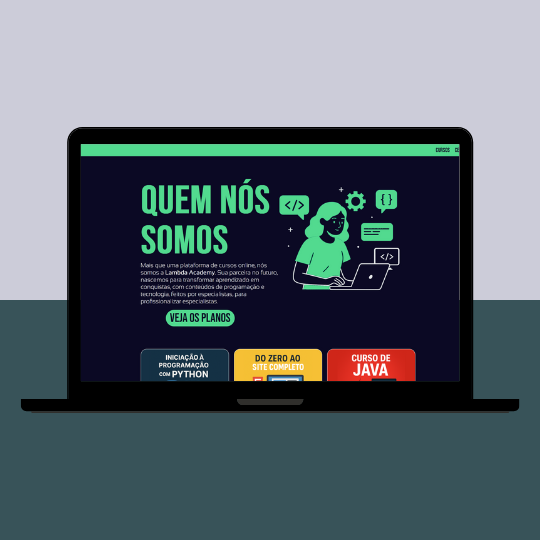 CURSOS
QUEM NÓS
SOMOS
Mais que uma plataforma de cursos online, nós
somos a Lambda Academy. Sua parceira no futuro,
nascemos para transformar aprendizado em
conquistas, com conteúdos de programação e
tecnologia, feitos por especialistas, para
profissionalizar especialistas
VEJA OS PLANOS
</> { }
</>
INICIAÇÃO À
PROGRAMAÇÃO
COM PYTHON
DO ZERO AO
SITE COMPLETO
CURSO DE
JAVA